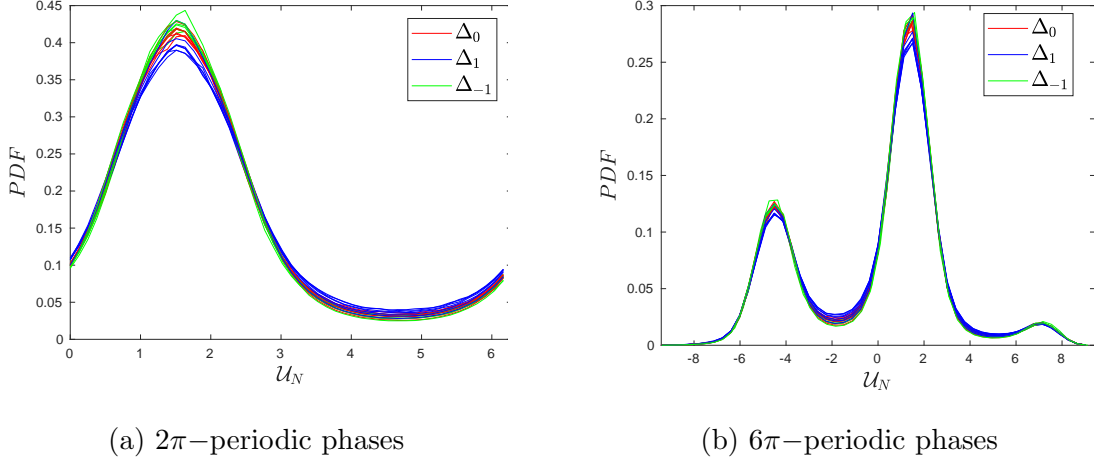 0.45
0.4
0.35
0.3
0.25
0.2
0.15
0.1
0.05
0
PDF
0 1 2 3 4 5 6
𝒰_N
Δ_0
Δ_1
Δ_{-1}
(a) 2π−periodic phases
0.3
0.25
0.2
0.15
0.1
0.05
0
PDF
-8 -6 -4 -2 0 2 4 6 8
𝒰_N
Δ_0
Δ_1
Δ_{-1}
(b) 6π−periodic phases